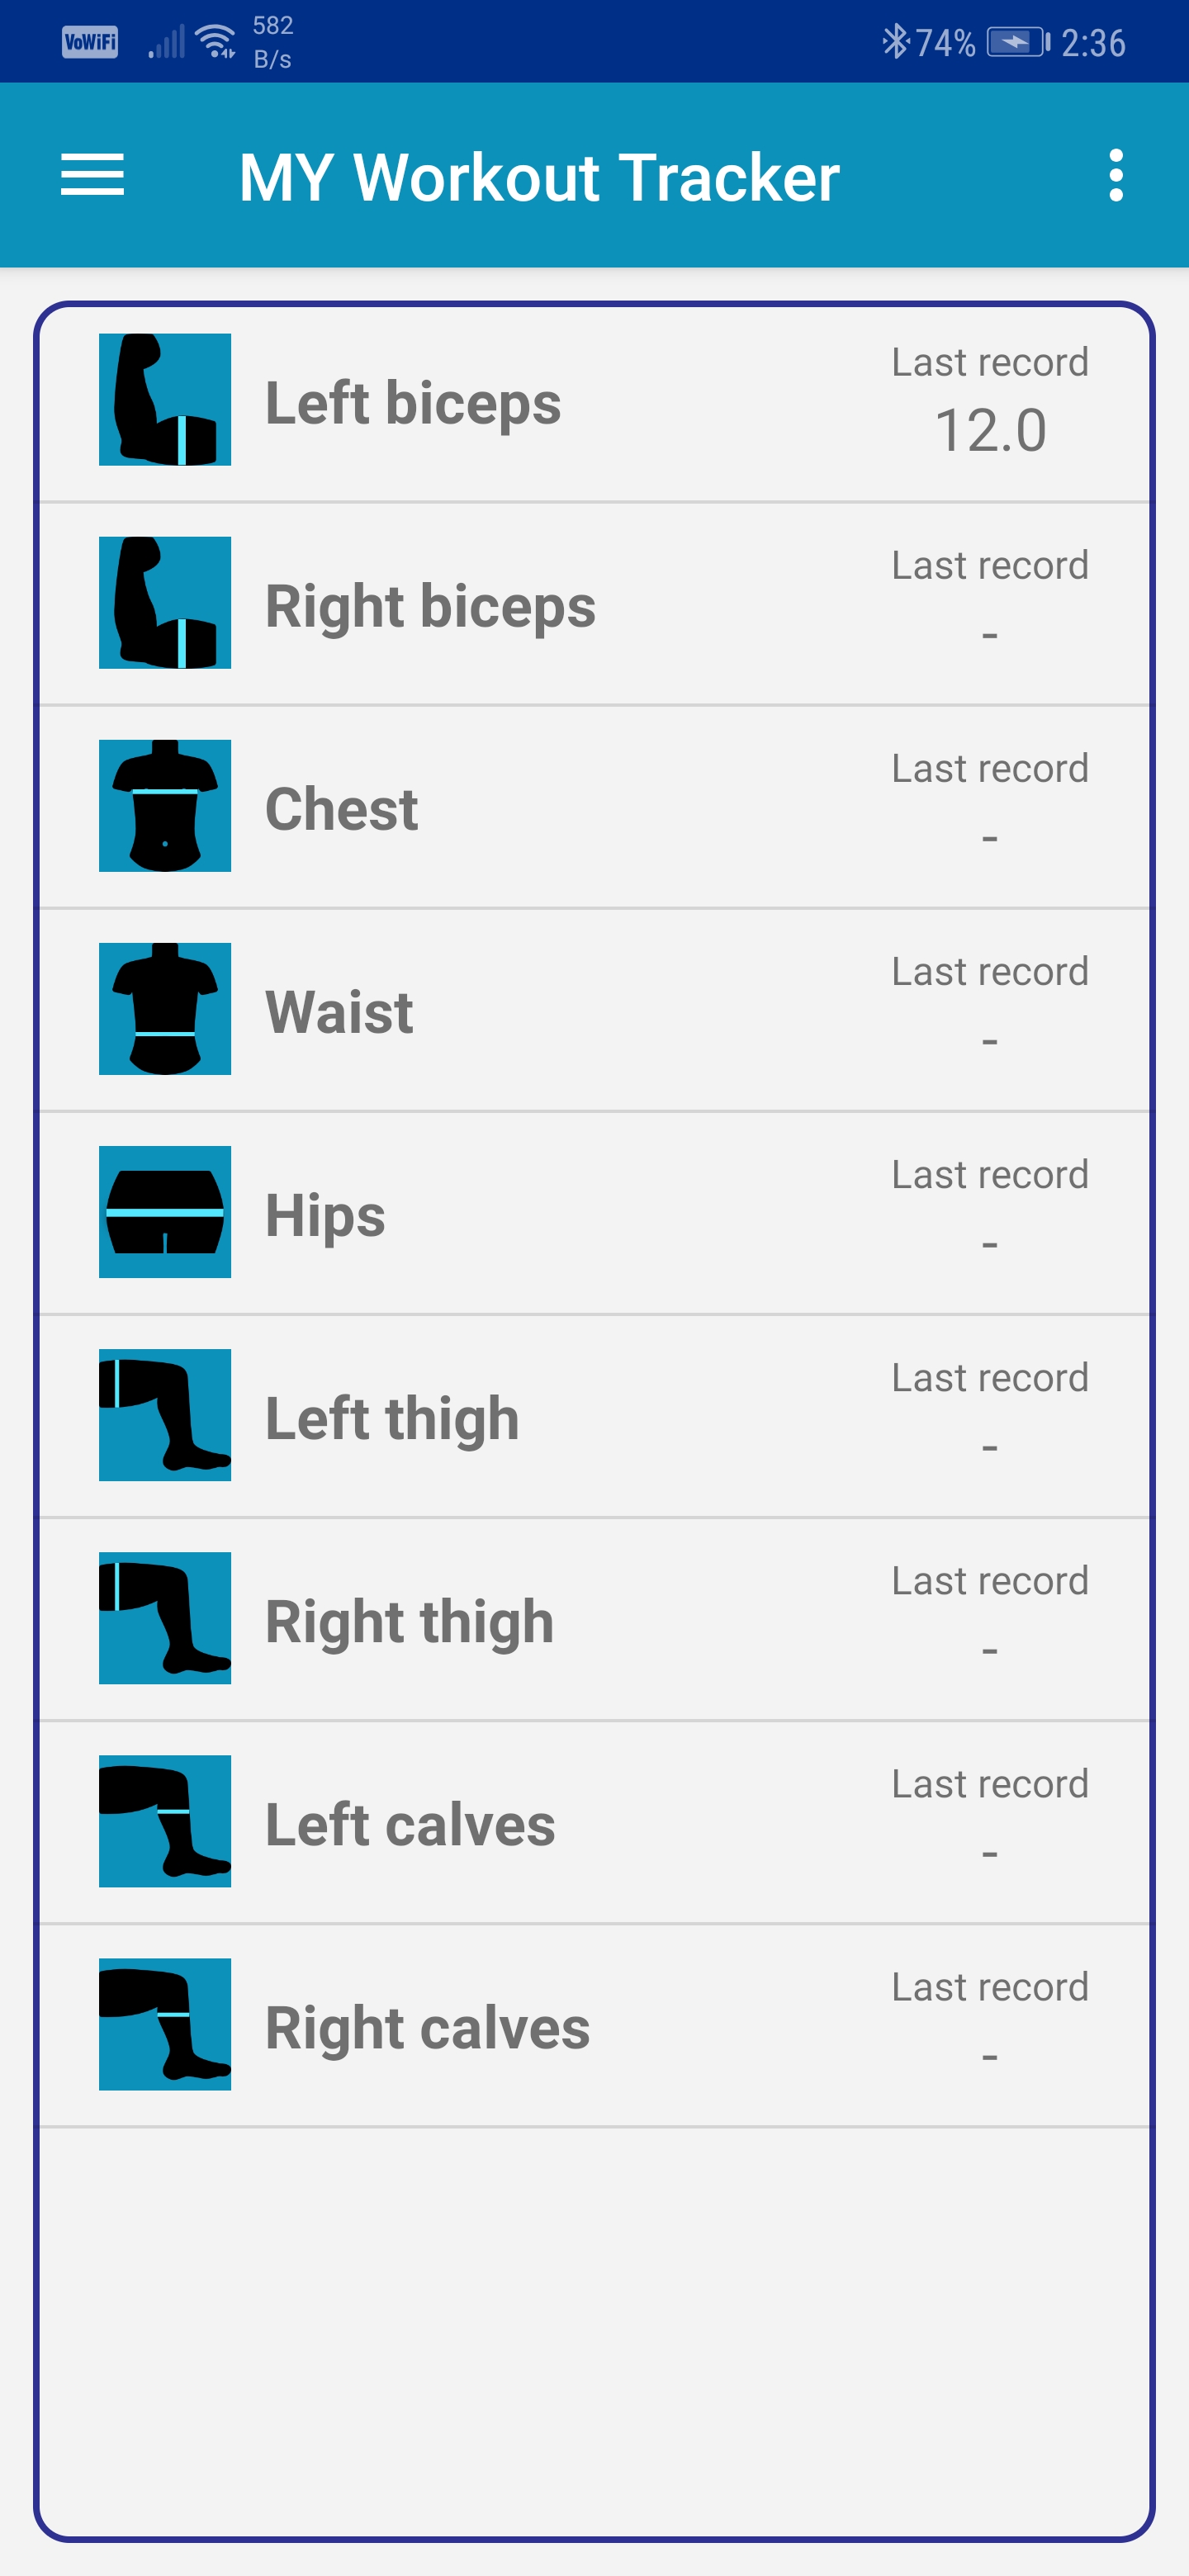 VoWiFi 582 B/s 74% 2:36
MY Workout Tracker
Last record
Left biceps
12.0
Last record
Right biceps
-
Last record
Chest
-
Last record
Waist
-
Last record
Hips
-
Last record
Left thigh
-
Last record
Right thigh
-
Last record
Left calves
-
Last record
Right calves
-